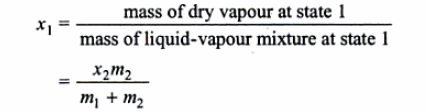 x₁ = mass of dry vapour at state 1 / mass of liquid-vapour mixture at state 1
= x₂m₂ / m₁ + m₂